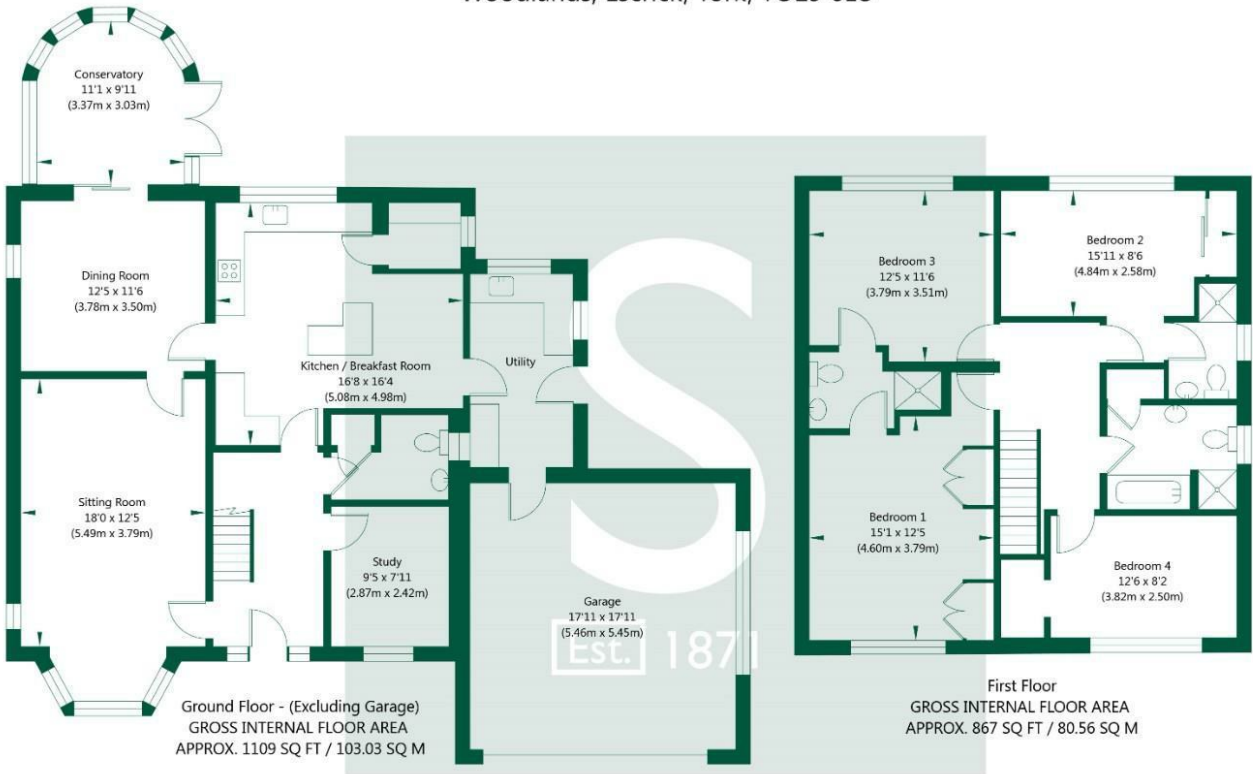 Conservatory
11'1 x 9'11
(3.37m x 3.03m)
Dining Room
12'5 x 11'6
(3.78m x 3.50m)
Kitchen / Breakfast Room
16'8 x 16'4
(5.08m x 4.98m)
Utility
Sitting Room
18'0 x 12'5
(5.49m x 3.79m)
Study
9'5 x 7'11
(2.87m x 2.42m)
Garage
17'11 x 17'11
(5.46m x 5.45m)
S
Est. 1871
Ground Floor - (Excluding Garage)
GROSS INTERNAL FLOOR AREA
APPROX. 1109 SQ FT / 103.03 SQ M
Bedroom 3
12'5 x 11'6
(3.79m x 3.51m)
Bedroom 2
15'11 x 8'6
(4.84m x 2.58m)
Bedroom 1
15'1 x 12'5
(4.60m x 3.79m)
Bedroom 4
12'6 x 8'2
(3.82m x 2.50m)
First Floor
GROSS INTERNAL FLOOR AREA
APPROX. 867 SQ FT / 80.56 SQ M